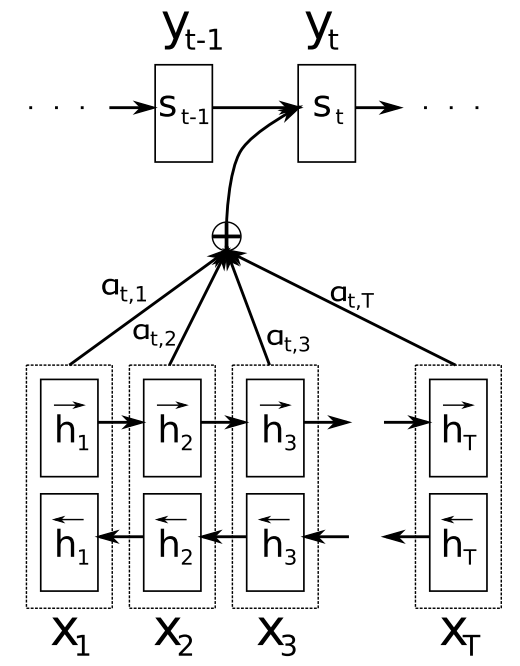 y_{t-1} y_t
. . . s_{t-1} s_t . . .
a_{t,1} a_{t,2} a_{t,3} a_{t,T}
\overrightarrow{h}_1 \overrightarrow{h}_2 \overrightarrow{h}_3 \overrightarrow{h}_T
\overleftarrow{h}_1 \overleftarrow{h}_2 \overleftarrow{h}_3 \overleftarrow{h}_T
x_1 x_2 x_3 x_T